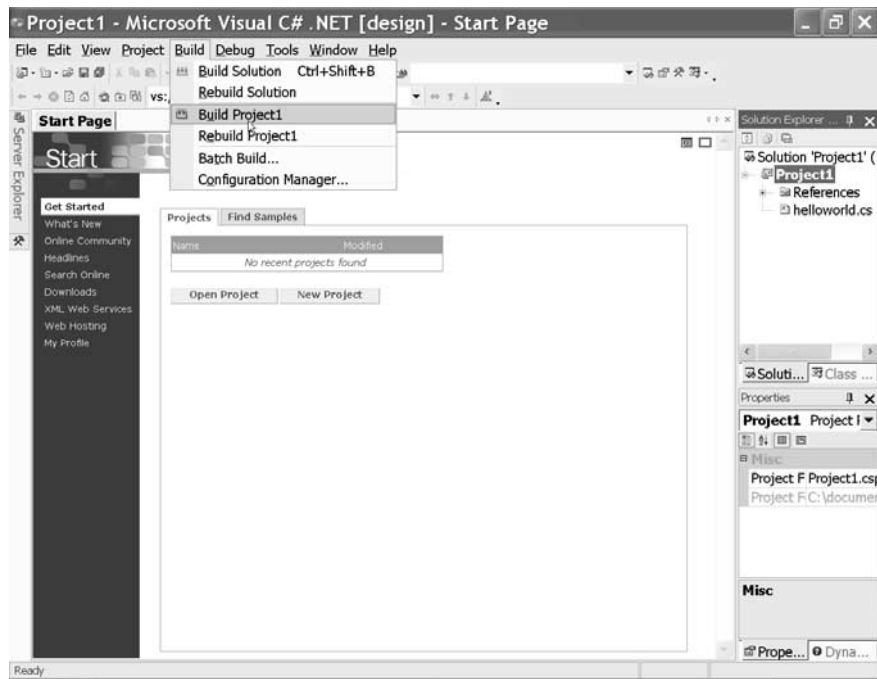 Project1 - Microsoft Visual C# .NET [design] - Start Page
File Edit View Project Build Debug Tools Window Help
Build Solution Ctrl+Shift+B
Rebuild Solution
Build Project1
Rebuild Project1
Batch Build...
Configuration Manager...
vs:
Start Page
Server Explorer
Start
Get Started
What's New
Online Community
Headlines
Search Online
Downloads
XML Web Services
Web Hosting
My Profile
Projects Find Samples
Name Modified
No recent projects found
Open Project New Project
Solution Explorer ...
Solution 'Project1' (
Project1
References
helloworld.cs
Soluti... Class ...
Properties
Project1 Project
Misc
Project F Project1.csp
Project F C:\documen
Misc
Prope... Dyna...
Ready